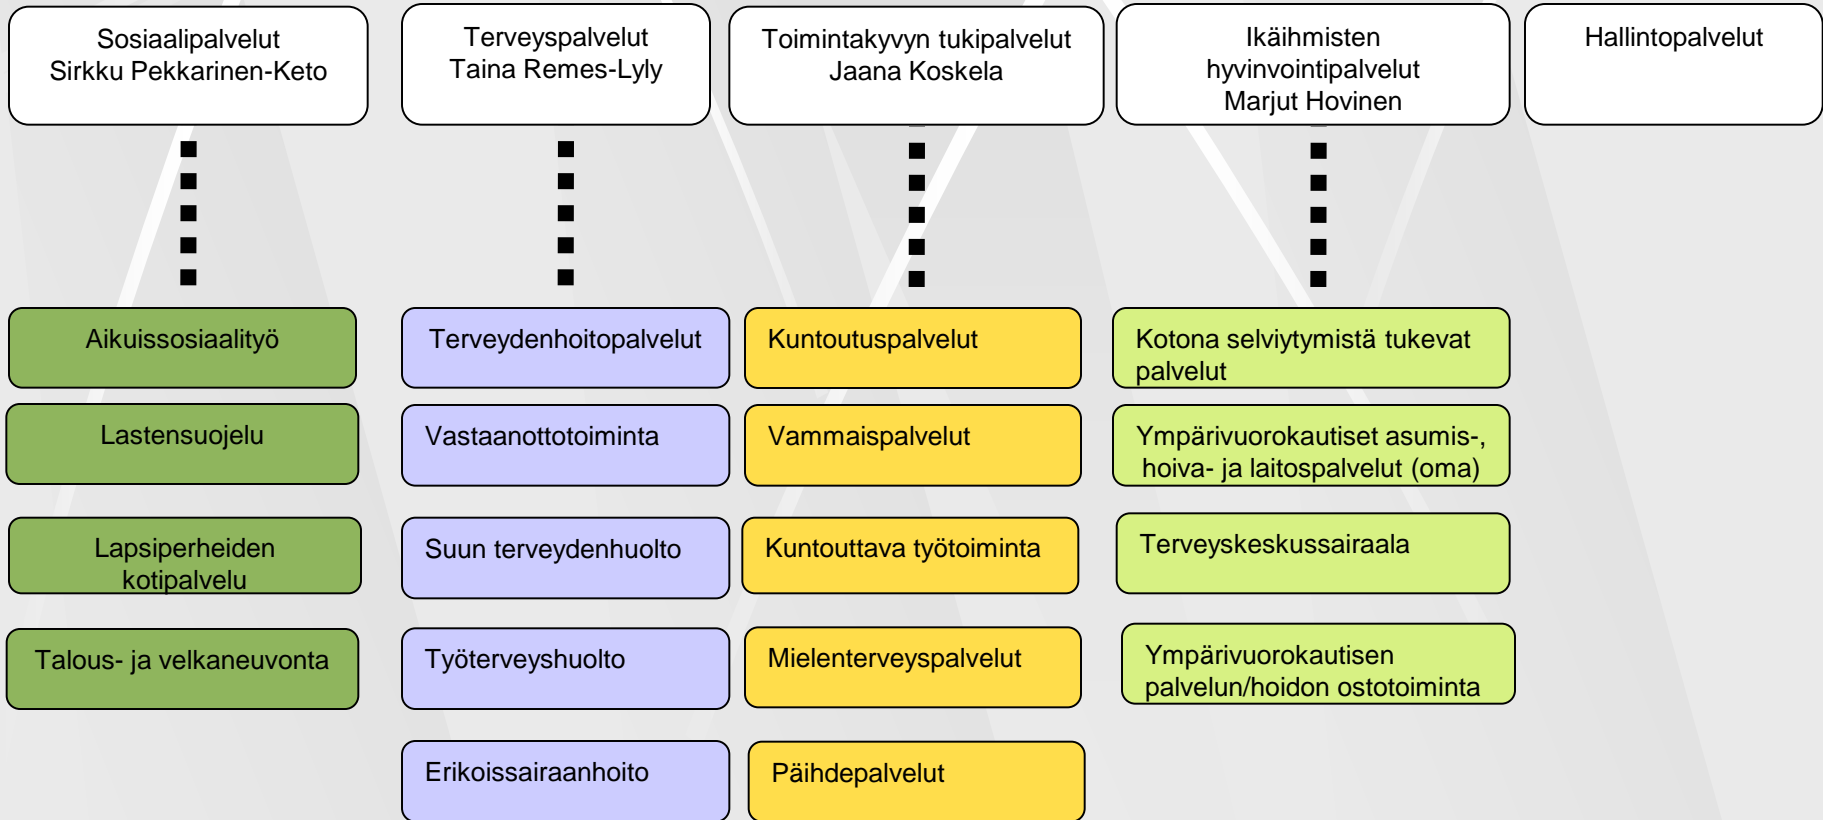 Sosiaalipalvelut
Sirkku Pekkarinen-Keto
Terveyspalvelut
Taina Remes-Lyly
Toimintakyvyn tukipalvelut
Jaana Koskela
Ikäihmisten
hyvinvointipalvelut
Marjut Hovinen
Hallintopalvelut
Aikuissosiaalityö
Lastensuojelu
Lapsiperheiden
kotipalvelu
Talous- ja velkaneuvonta
Terveydenhoitopalvelut
Vastaanottotoiminta
Suun terveydenhuolto
Työterveyshuolto
Erikoissairaanhoito
Kuntoutuspalvelut
Vammaispalvelut
Kuntouttava työtoiminta
Mielenterveyspalvelut
Päihdepalvelut
Kotona selviytymistä tukevat
palvelut
Ympärivuorokautiset asumis-,
hoiva- ja laitospalvelut (oma)
Terveyskeskussairaala
Ympärivuorokautisen
palvelun/hoidon ostotoiminta